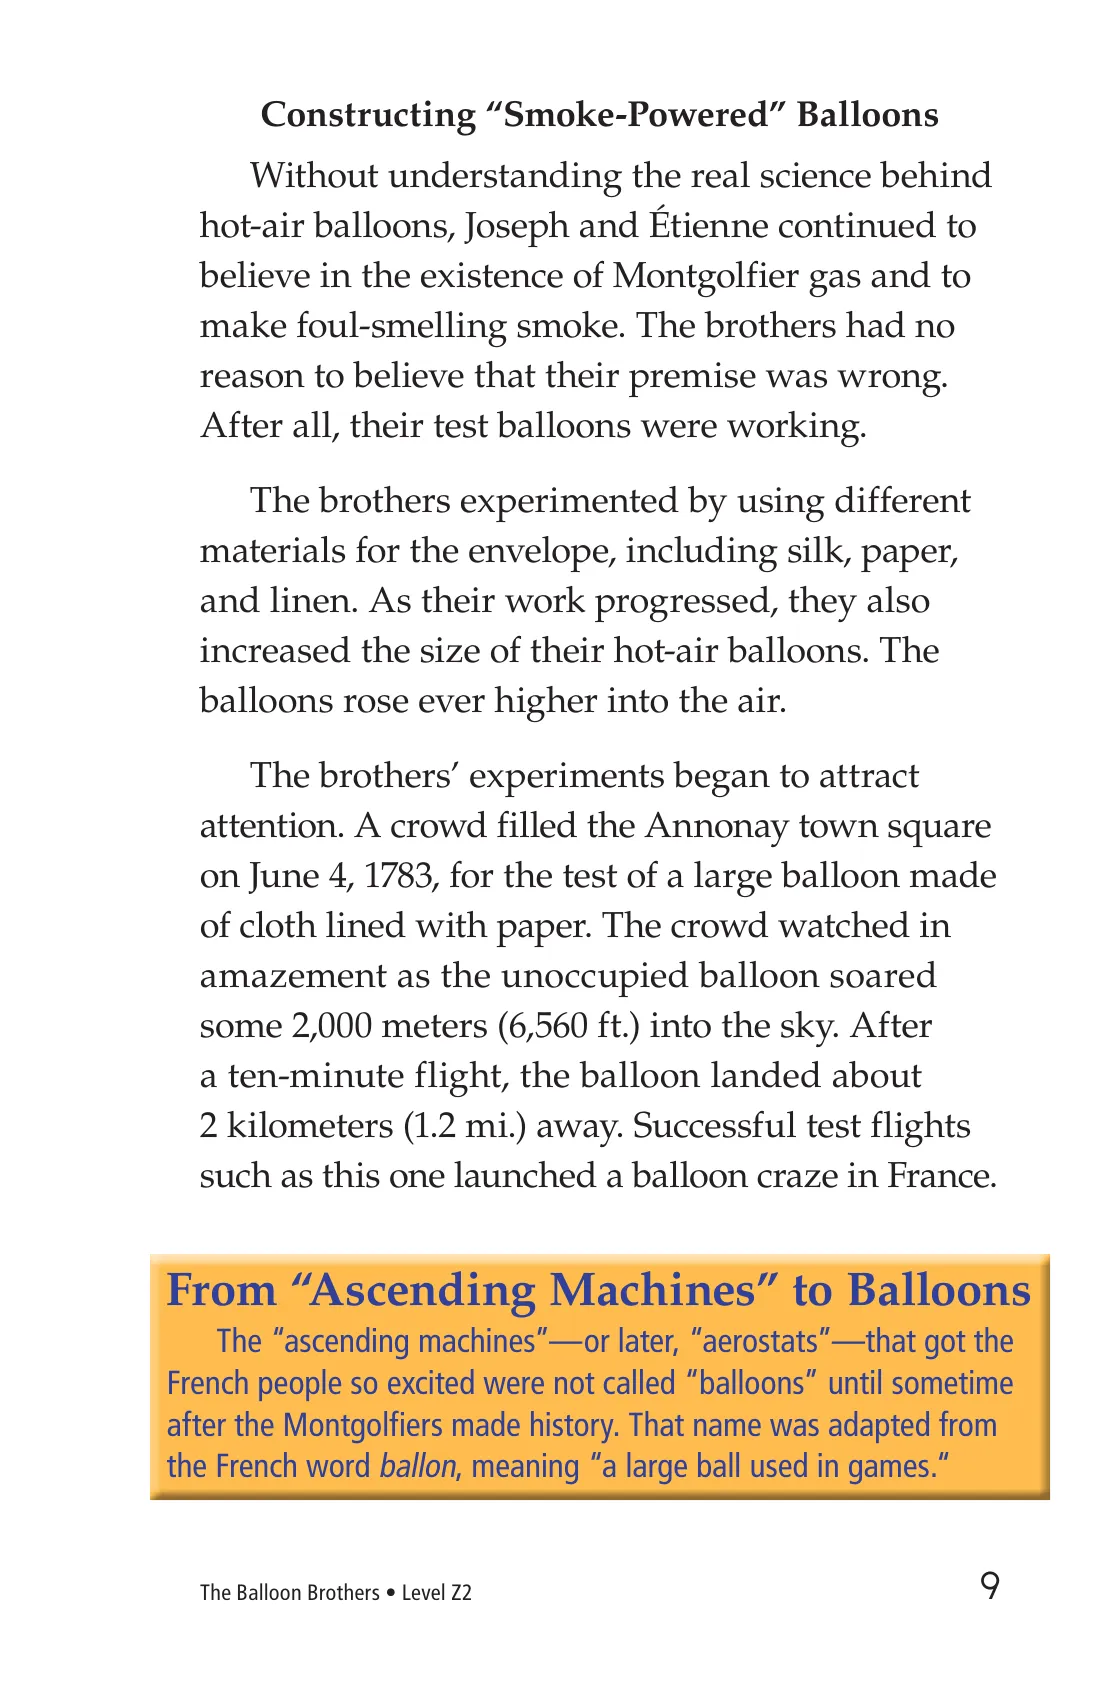 Constructing “Smoke-Powered” Balloons
Without understanding the real science behind
hot-air balloons, Joseph and Étienne continued to
believe in the existence of Montgolfier gas and to
make foul-smelling smoke. The brothers had no
reason to believe that their premise was wrong.
After all, their test balloons were working.
The brothers experimented by using different
materials for the envelope, including silk, paper,
and linen. As their work progressed, they also
increased the size of their hot-air balloons. The
balloons rose ever higher into the air.
The brothers’ experiments began to attract
attention. A crowd filled the Annonay town square
on June 4, 1783, for the test of a large balloon made
of cloth lined with paper. The crowd watched in
amazement as the unoccupied balloon soared
some 2,000 meters (6,560 ft.) into the sky. After
a ten-minute flight, the balloon landed about
2 kilometers (1.2 mi.) away. Successful test flights
such as this one launched a balloon craze in France.
From “Ascending Machines” to Balloons
The “ascending machines”—or later, “aerostats”—that got the
French people so excited were not called “balloons” until sometime
after the Montgolfiers made history. That name was adapted from
the French word ballon, meaning “a large ball used in games.“
The Balloon Brothers • Level Z2
9